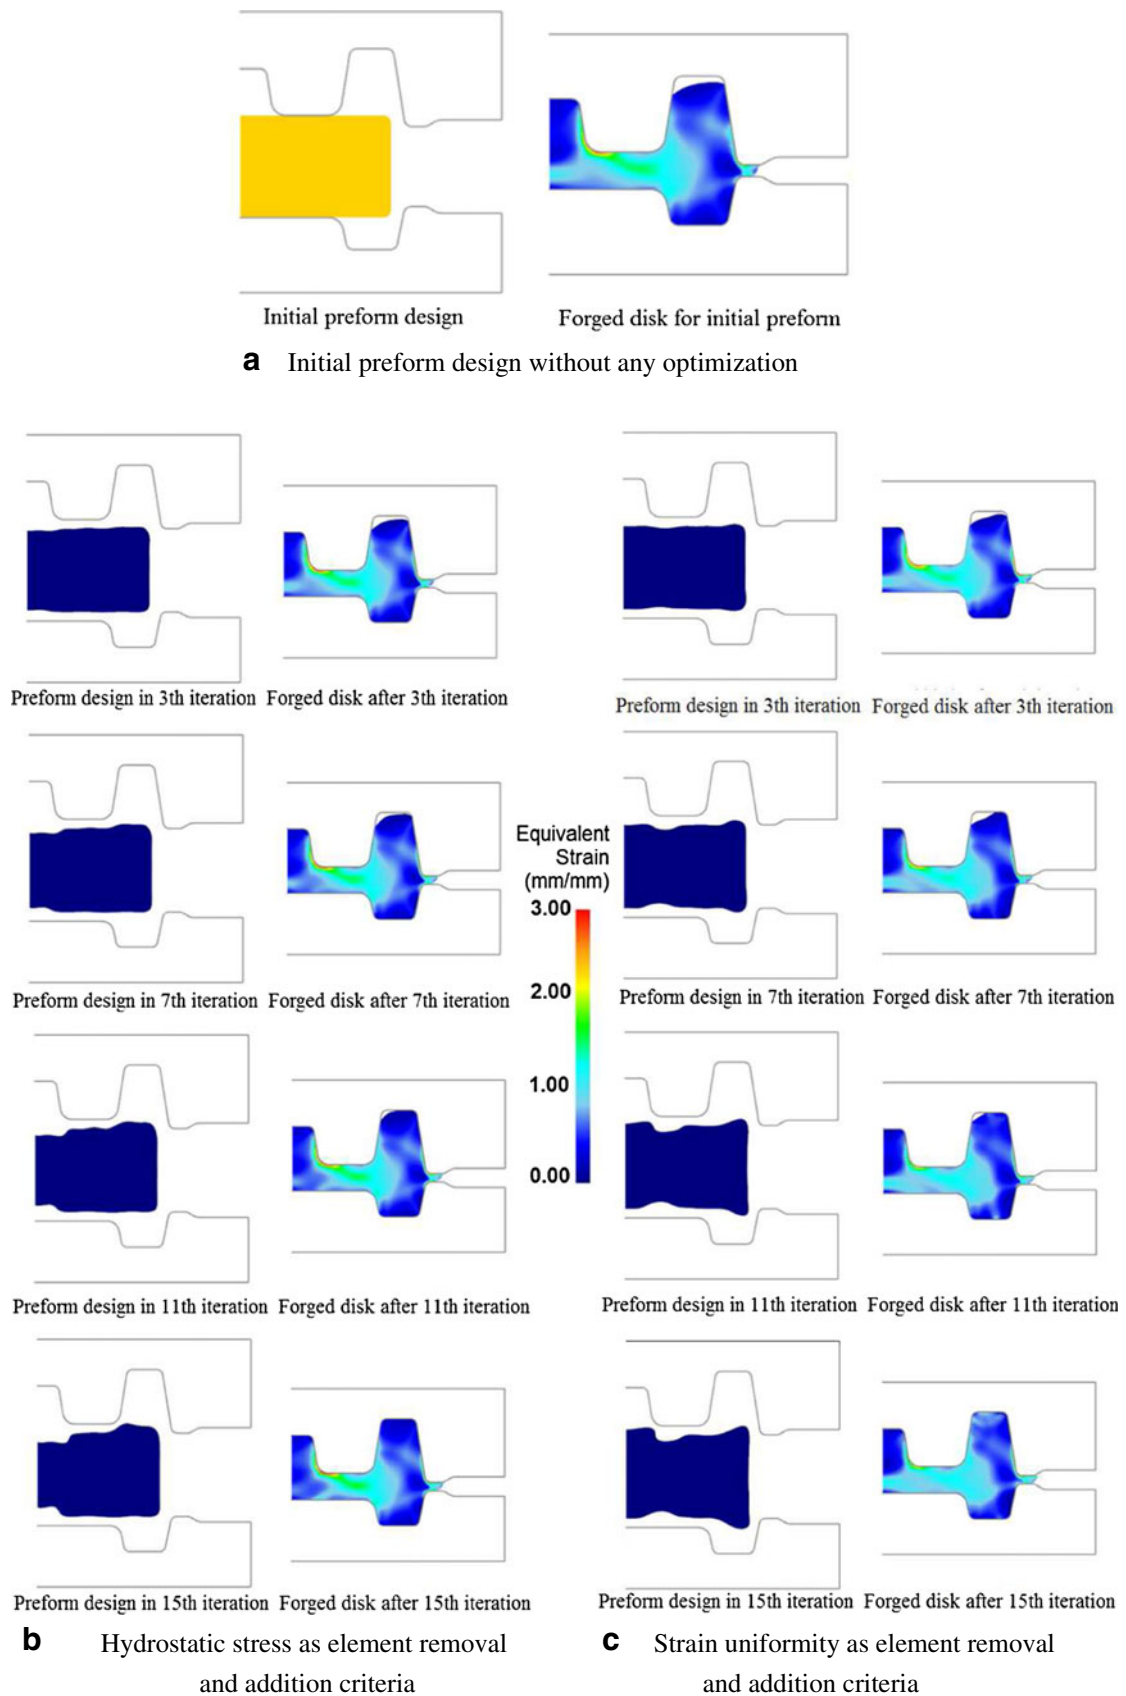 Initial preform design
Forged disk for initial preform
a Initial preform design without any optimization
Preform design in 3th iteration Forged disk after 3th iteration
Preform design in 3th iteration Forged disk after 3th iteration
Preform design in 7th iteration Forged disk after 7th iteration
Equivalent
Strain
(mm/mm)
3.00
2.00
1.00
0.00
Preform design in 7th iteration Forged disk after 7th iteration
Preform design in 11th iteration Forged disk after 11th iteration
Preform design in 11th iteration Forged disk after 11th iteration
Preform design in 15th iteration Forged disk after 15th iteration
Preform design in 15th iteration Forged disk after 15th iteration
b Hydrostatic stress as element removal
and addition criteria
c Strain uniformity as element removal
and addition criteria